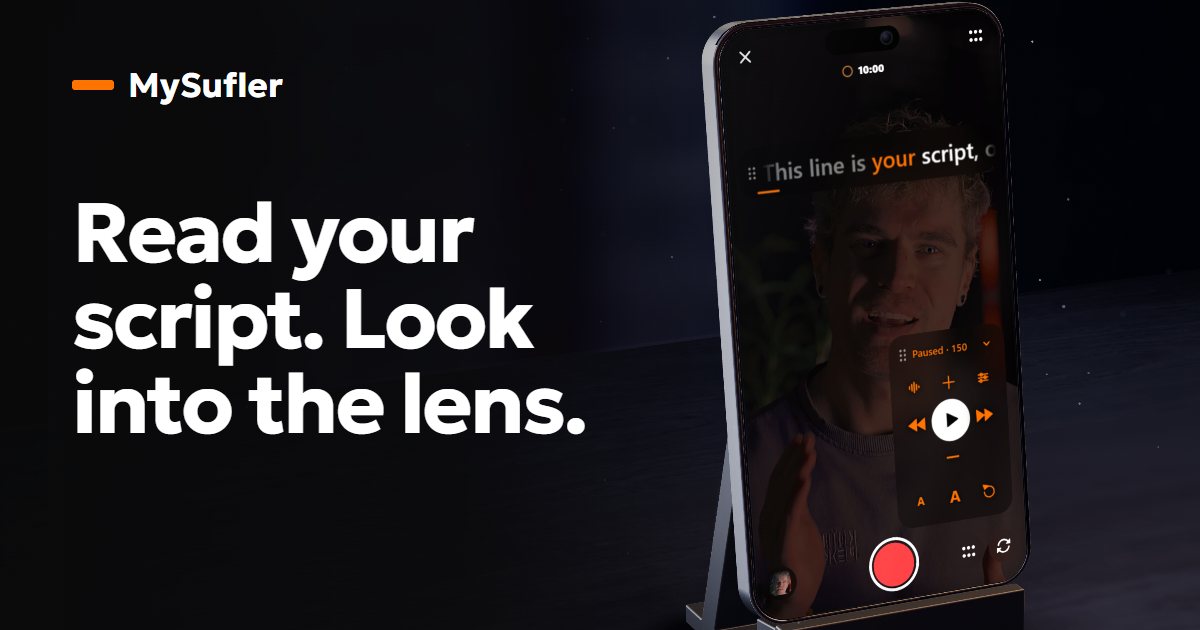 MySufler
Read your
script. Look
into the lens.
10:00
This line is your script,
Paused · 150
A A